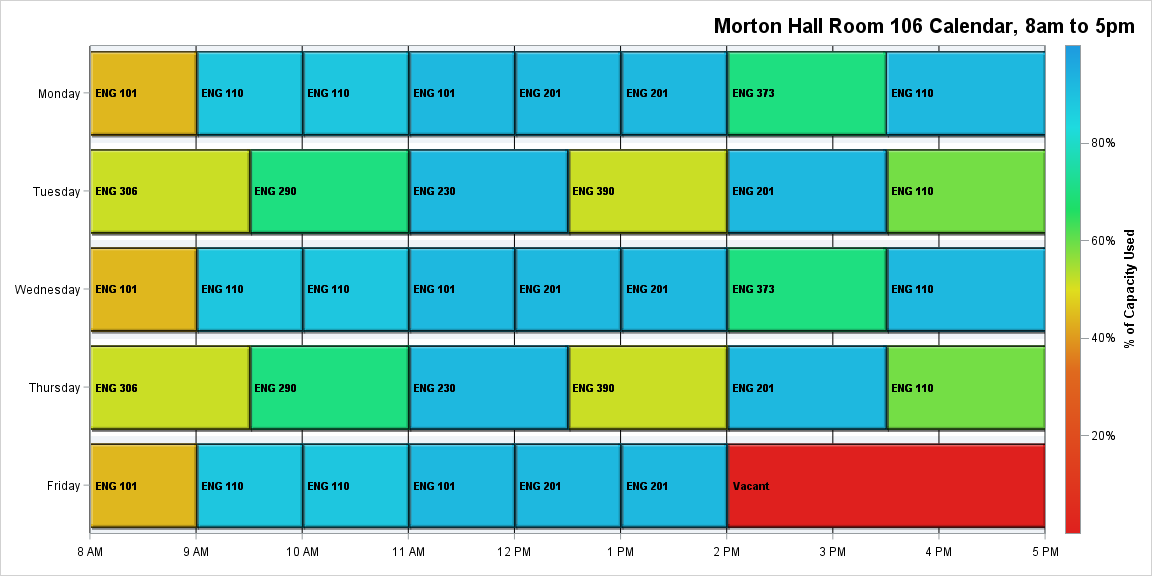 Morton Hall Room 106 Calendar, 8am to 5pm
Monday
ENG 101
ENG 110
ENG 110
ENG 101
ENG 201
ENG 201
ENG 373
ENG 110
Tuesday
ENG 306
ENG 290
ENG 230
ENG 390
ENG 201
ENG 110
Wednesday
ENG 101
ENG 110
ENG 110
ENG 101
ENG 201
ENG 201
ENG 373
ENG 110
Thursday
ENG 306
ENG 290
ENG 230
ENG 390
ENG 201
ENG 110
Friday
ENG 101
ENG 110
ENG 110
ENG 101
ENG 201
ENG 201
Vacant
8 AM
9 AM
10 AM
11 AM
12 PM
1 PM
2 PM
3 PM
4 PM
5 PM
80%
60%
40%
20%
% of Capacity Used